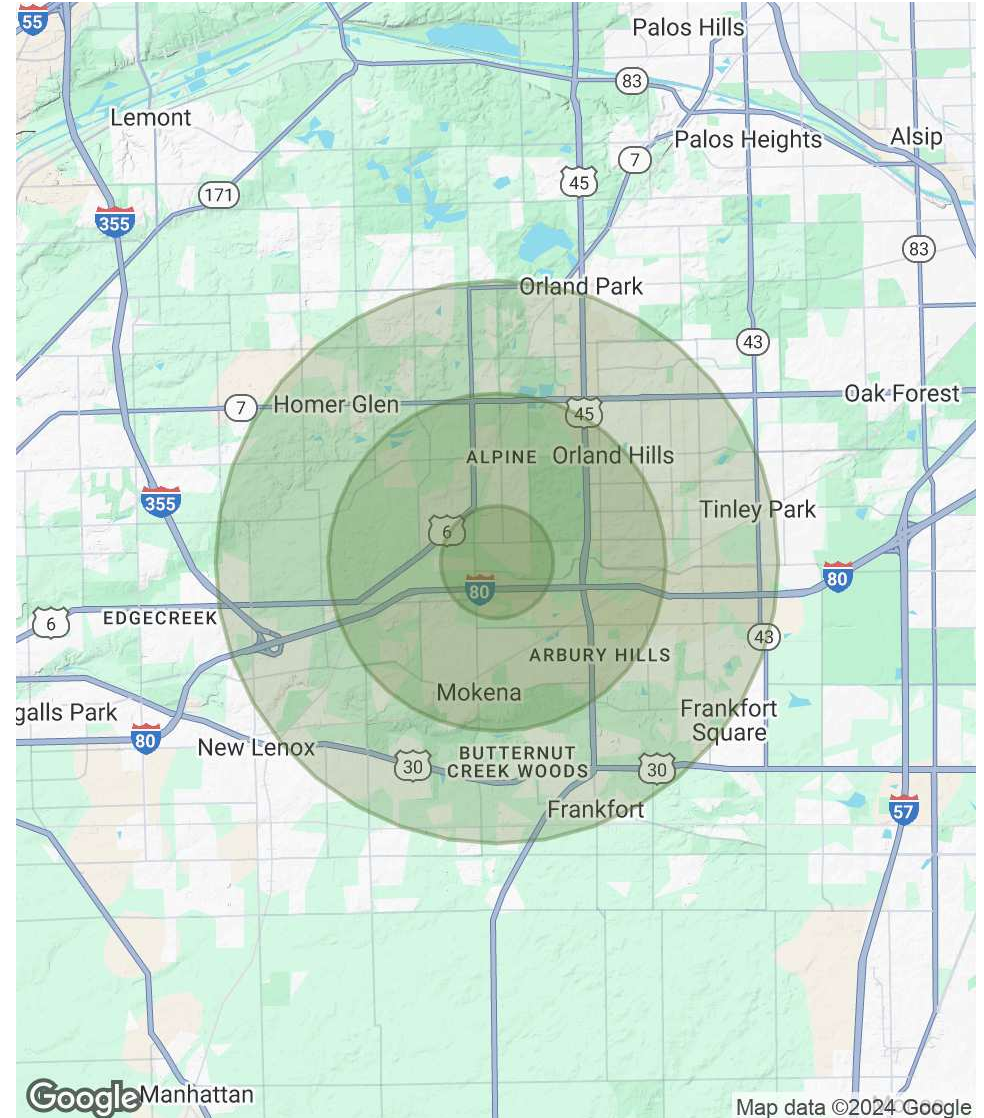 55
Palos Hills
83
Lemont
Palos Heights
Alsip
7
45
171
355
83
Orland Park
43
Oak Forest
7
Homer Glen
45
ALPINE
Orland Hills
355
Tinley Park
6
80
80
EDGECREEK
6
43
ARBURY HILLS
Mokena
galls Park
Frankfort
Square
80
New Lenox
30
BUTTERNUT
CREEK WOODS
30
Frankfort
57
Google
Manhattan
Map data ©2024 Google